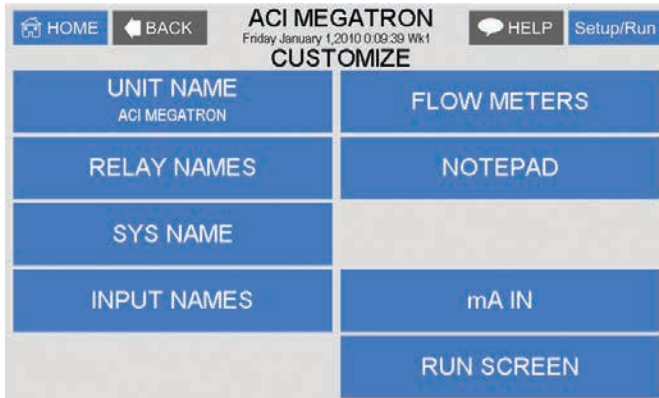 HOME
BACK
ACI MEGATRON
Friday January 1,2010 0:09:39 Wk1
CUSTOMIZE
HELP
Setup/Run
UNIT NAME
ACI MEGATRON
FLOW METERS
RELAY NAMES
NOTEPAD
SYS NAME
INPUT NAMES
mA IN
RUN SCREEN